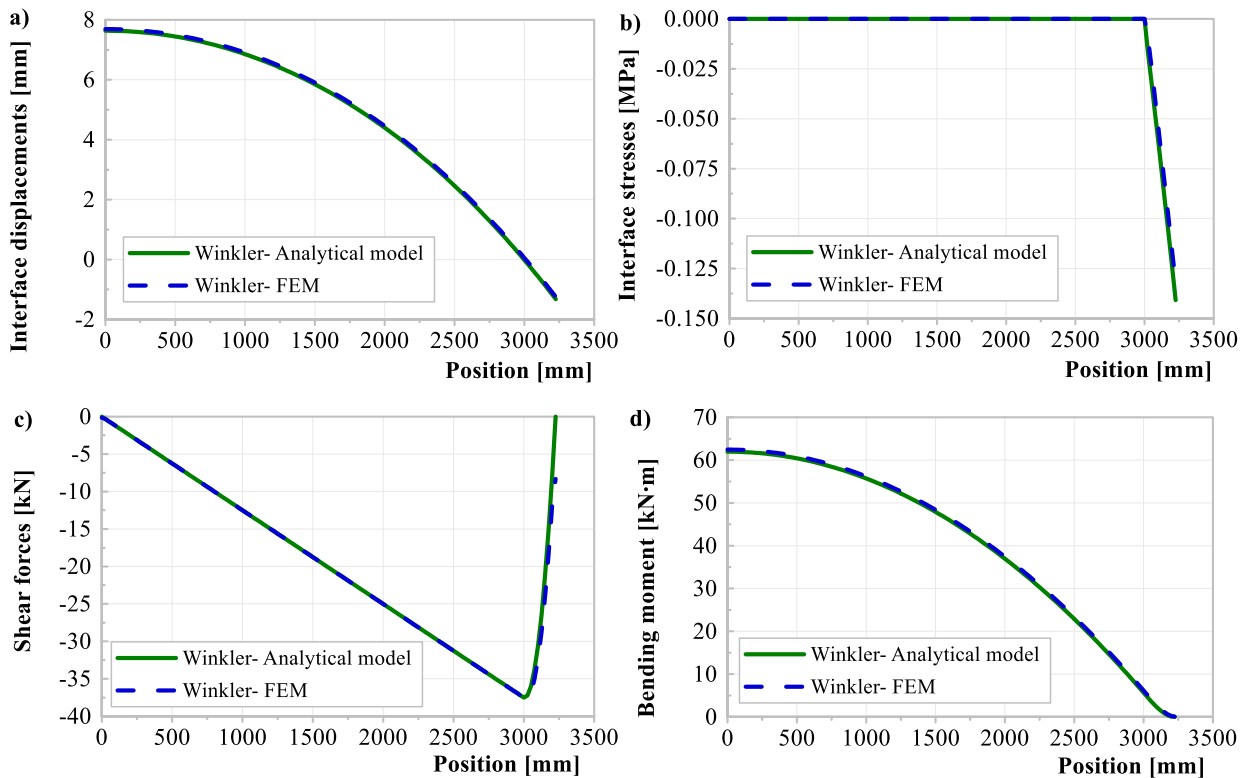 a)
Interface displacements [mm]
8
6
4
2
0
-2
Winkler- Analytical model
Winkler- FEM
0 500 1000 1500 2000 2500 3000 3500
Position [mm]
b)
Interface stresses [MPa]
0.000
-0.025
-0.050
-0.075
-0.100
-0.125
-0.150
Winkler- Analytical model
Winkler- FEM
0 500 1000 1500 2000 2500 3000 3500
Position [mm]
c)
Shear forces [kN]
0
-5
-10
-15
-20
-25
-30
-35
-40
Winkler- Analytical model
Winkler- FEM
0 500 1000 1500 2000 2500 3000 3500
Position [mm]
d)
Bending moment [kN·m]
70
60
50
40
30
20
10
0
Winkler- Analytical model
Winkler- FEM
0 500 1000 1500 2000 2500 3000 3500
Position [mm]